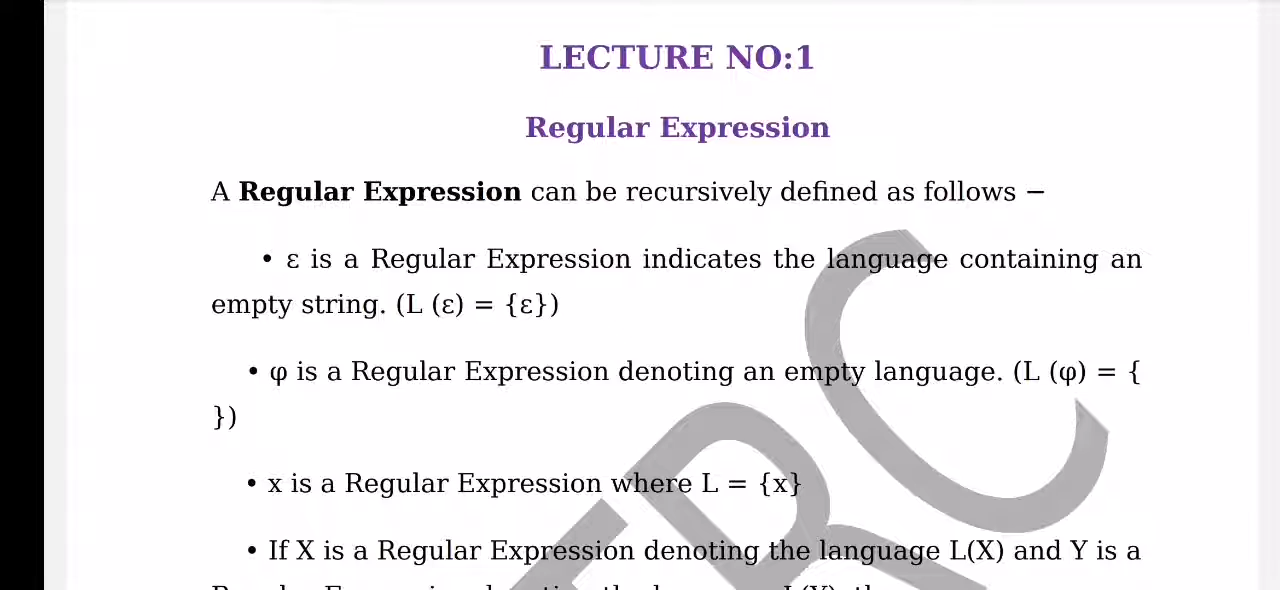 LECTURE NO:1
Regular Expression
A Regular Expression can be recursively defined as follows −
• ε is a Regular Expression indicates the language containing an
empty string. (L (ε) = {ε})
• φ is a Regular Expression denoting an empty language. (L (φ) = {
})
• x is a Regular Expression where L = {x}
• If X is a Regular Expression denoting the language L(X) and Y is a